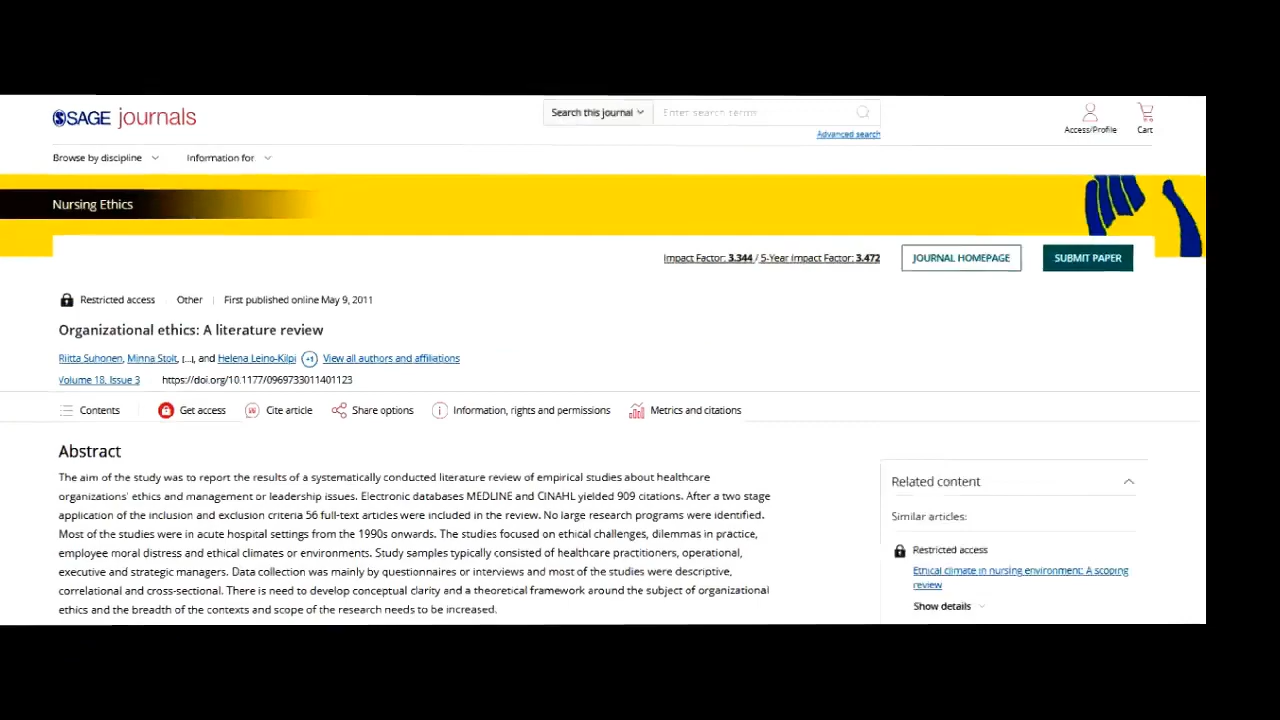 SAGE journals
Search this journal
Enter search terms
Advanced search
Access/Profile
Cart
Browse by discipline
Information for
Nursing Ethics
Impact Factor: 3.344 / 5-Year Impact Factor: 3.472
JOURNAL HOMEPAGE
SUBMIT PAPER
Restricted access
Other
First published online May 9, 2011
Organizational ethics: A literature review
Riitta Suhonen, Minna Stolt, [...], and Helena Leino-Kilpi +1 View all authors and affiliations
Volume 18, Issue 3
https://doi.org/10.1177/0969733011401123
Contents
Get access
Cite article
Share options
Information, rights and permissions
Metrics and citations
Abstract
The aim of the study was to report the results of a systematically conducted literature review of empirical studies about healthcare
organizations' ethics and management or leadership issues. Electronic databases MEDLINE and CINAHL yielded 909 citations. After a two stage
application of the inclusion and exclusion criteria 56 full-text articles were included in the review. No large research programs were identified.
Most of the studies were in acute hospital settings from the 1990s onwards. The studies focused on ethical challenges, dilemmas in practice,
employee moral distress and ethical climates or environments. Study samples typically consisted of healthcare practitioners, operational,
executive and strategic managers. Data collection was mainly by questionnaires or interviews and most of the studies were descriptive,
correlational and cross-sectional. There is need to develop conceptual clarity and a theoretical framework around the subject of organizational
ethics and the breadth of the contexts and scope of the research needs to be increased.
Related content
Similar articles:
Restricted access
Ethical climate in nursing environment: A scoping
review
Show details